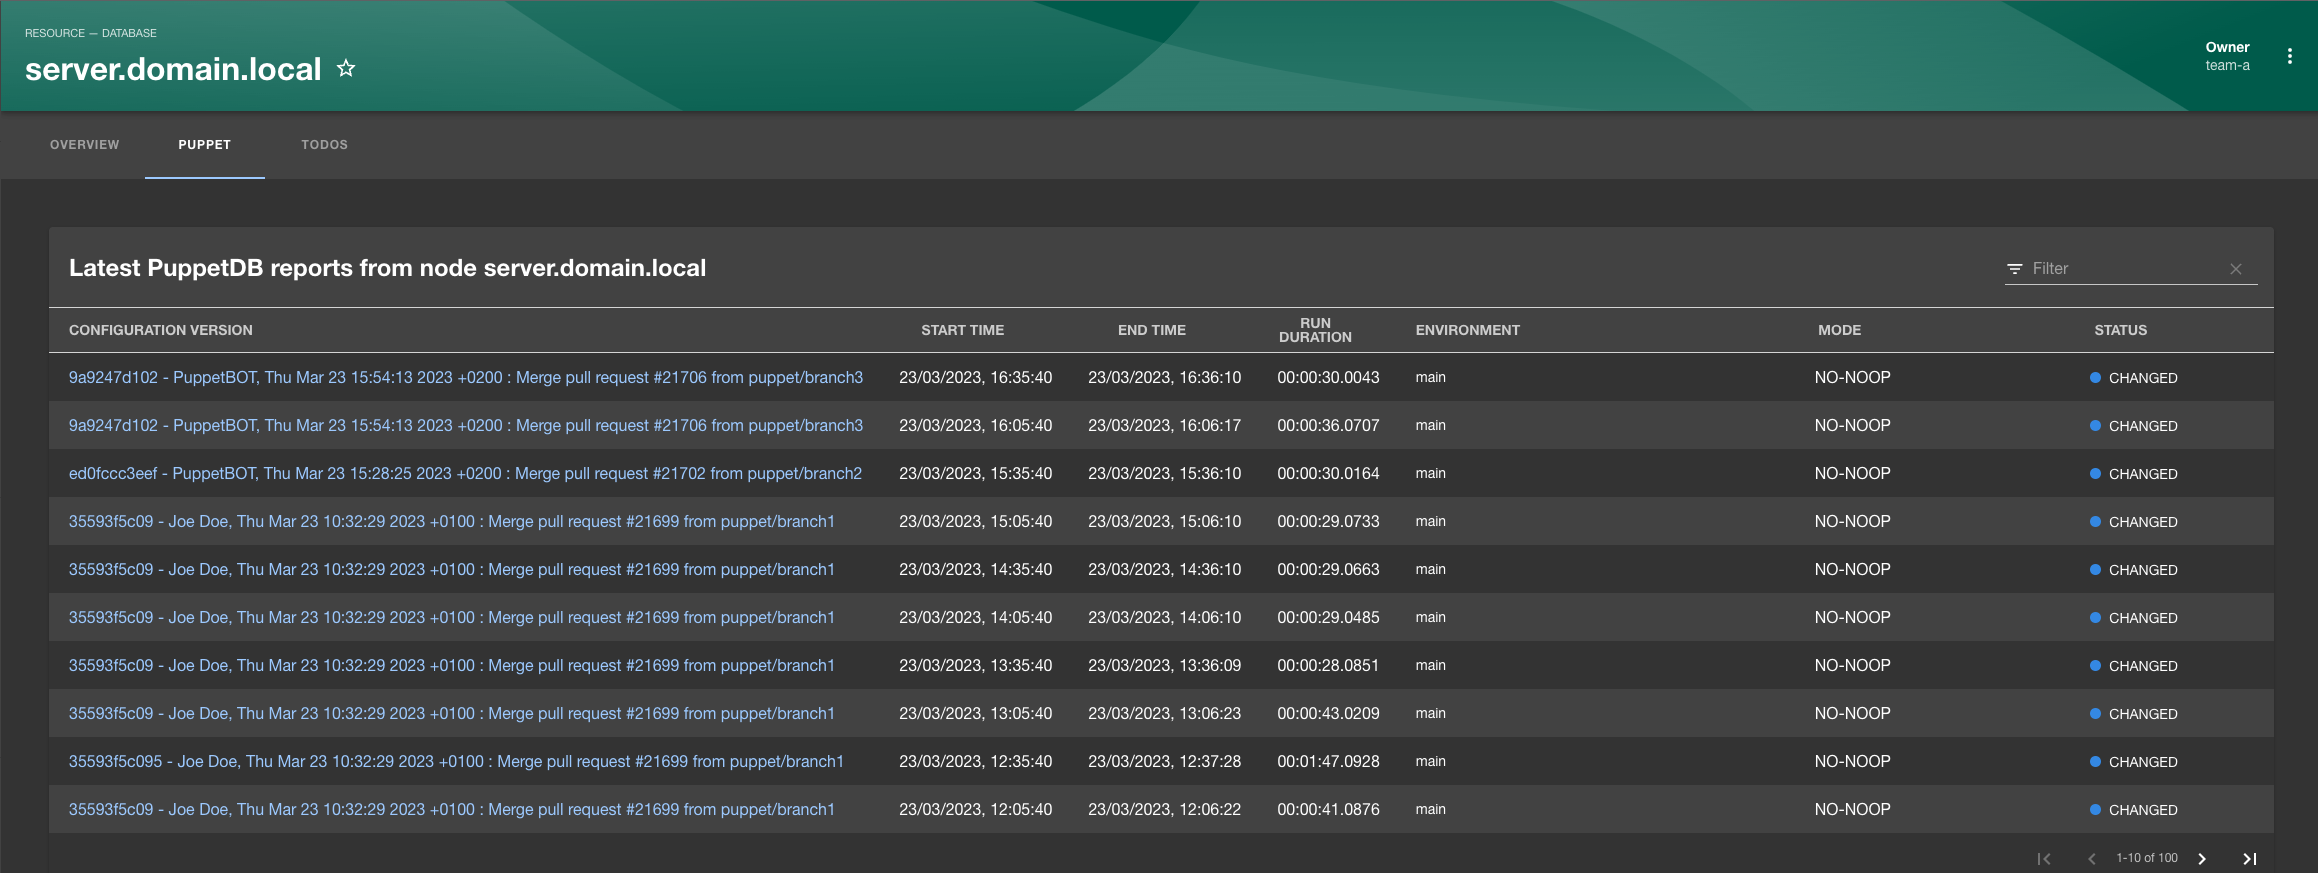 RESOURCE — DATABASE
server.domain.local
Owner
team-a
OVERVIEW PUPPET TODOS
Latest PuppetDB reports from node server.domain.local
Filter
CONFIGURATION VERSION START TIME END TIME RUN DURATION ENVIRONMENT MODE STATUS
9a9247d102 - PuppetBOT, Thu Mar 23 15:54:13 2023 +0200 : Merge pull request #21706 from puppet/branch3 23/03/2023, 16:35:40 23/03/2023, 16:36:10 00:00:30.0043 main NO-NOOP CHANGED
9a9247d102 - PuppetBOT, Thu Mar 23 15:54:13 2023 +0200 : Merge pull request #21706 from puppet/branch3 23/03/2023, 16:05:40 23/03/2023, 16:06:17 00:00:36.0707 main NO-NOOP CHANGED
ed0fccc3eef - PuppetBOT, Thu Mar 23 15:28:25 2023 +0200 : Merge pull request #21702 from puppet/branch2 23/03/2023, 15:35:40 23/03/2023, 15:36:10 00:00:30.0164 main NO-NOOP CHANGED
35593f5c09 - Joe Doe, Thu Mar 23 10:32:29 2023 +0100 : Merge pull request #21699 from puppet/branch1 23/03/2023, 15:05:40 23/03/2023, 15:06:10 00:00:29.0733 main NO-NOOP CHANGED
35593f5c09 - Joe Doe, Thu Mar 23 10:32:29 2023 +0100 : Merge pull request #21699 from puppet/branch1 23/03/2023, 14:35:40 23/03/2023, 14:36:10 00:00:29.0663 main NO-NOOP CHANGED
35593f5c09 - Joe Doe, Thu Mar 23 10:32:29 2023 +0100 : Merge pull request #21699 from puppet/branch1 23/03/2023, 14:05:40 23/03/2023, 14:06:10 00:00:29.0485 main NO-NOOP CHANGED
35593f5c09 - Joe Doe, Thu Mar 23 10:32:29 2023 +0100 : Merge pull request #21699 from puppet/branch1 23/03/2023, 13:35:40 23/03/2023, 13:36:09 00:00:28.0851 main NO-NOOP CHANGED
35593f5c09 - Joe Doe, Thu Mar 23 10:32:29 2023 +0100 : Merge pull request #21699 from puppet/branch1 23/03/2023, 13:05:40 23/03/2023, 13:06:23 00:00:43.0209 main NO-NOOP CHANGED
35593f5c095 - Joe Doe, Thu Mar 23 10:32:29 2023 +0100 : Merge pull request #21699 from puppet/branch1 23/03/2023, 12:35:40 23/03/2023, 12:37:28 00:01:47.0928 main NO-NOOP CHANGED
35593f5c09 - Joe Doe, Thu Mar 23 10:32:29 2023 +0100 : Merge pull request #21699 from puppet/branch1 23/03/2023, 12:05:40 23/03/2023, 12:06:22 00:00:41.0876 main NO-NOOP CHANGED
1-10 of 100